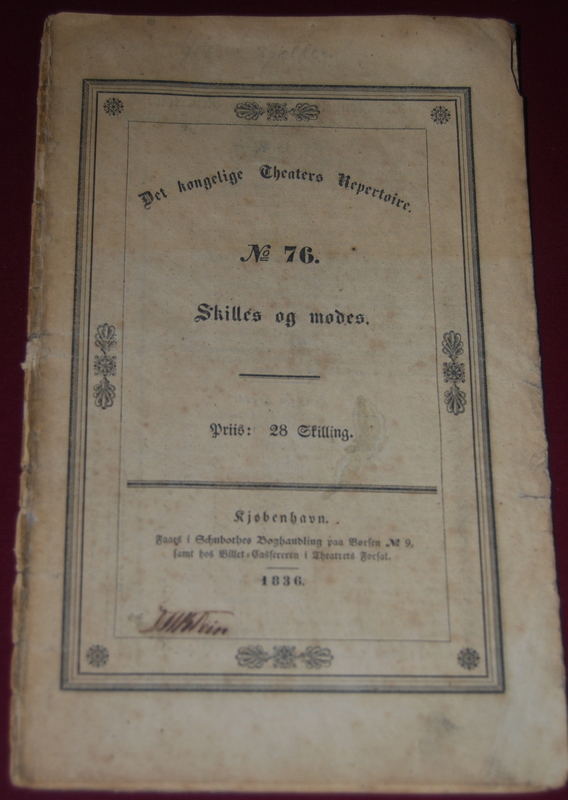 Det kongelige Theaters Repertoire.
№ 76.
Skilles og mødes.
Priis: 28 Skilling.
Kjøbenhavn.
Faaes i Schubothes Boghandling paa Børsen № 9,
samt hos Billet-Cassereren i Theatrets Forsal.
1836.